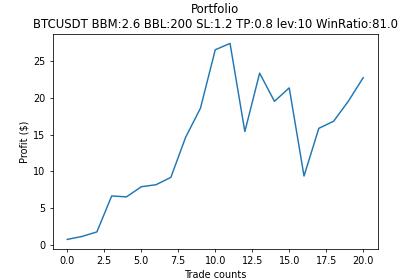 Portfolio
BTCUSDT BBM:2.6 BBL:200 SL:1.2 TP:0.8 lev:10 WinRatio:81.0
Profit ($)
25
20
15
10
5
0
0.0 2.5 5.0 7.5 10.0 12.5 15.0 17.5 20.0
Trade counts